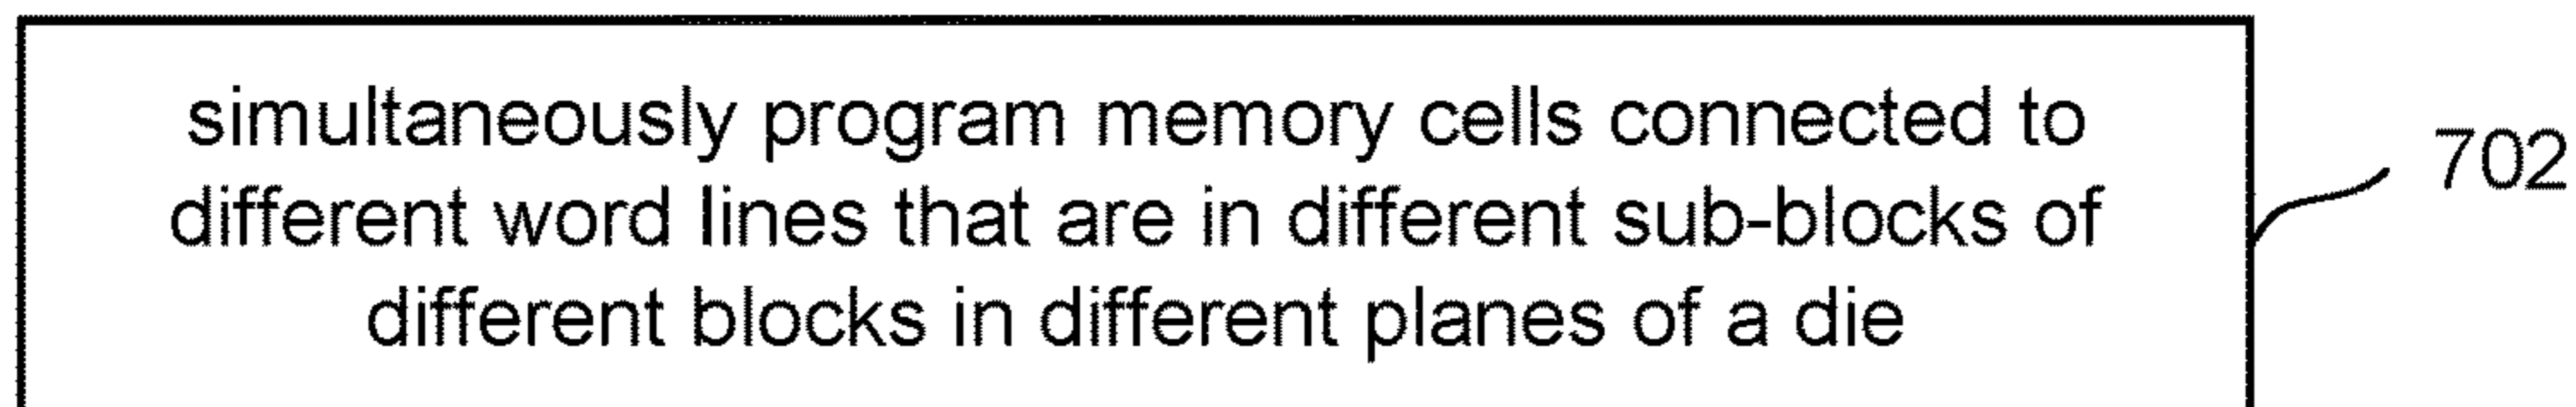 simultaneously program memory cells connected to
different word lines that are in different sub-blocks of
different blocks in different planes of a die
702